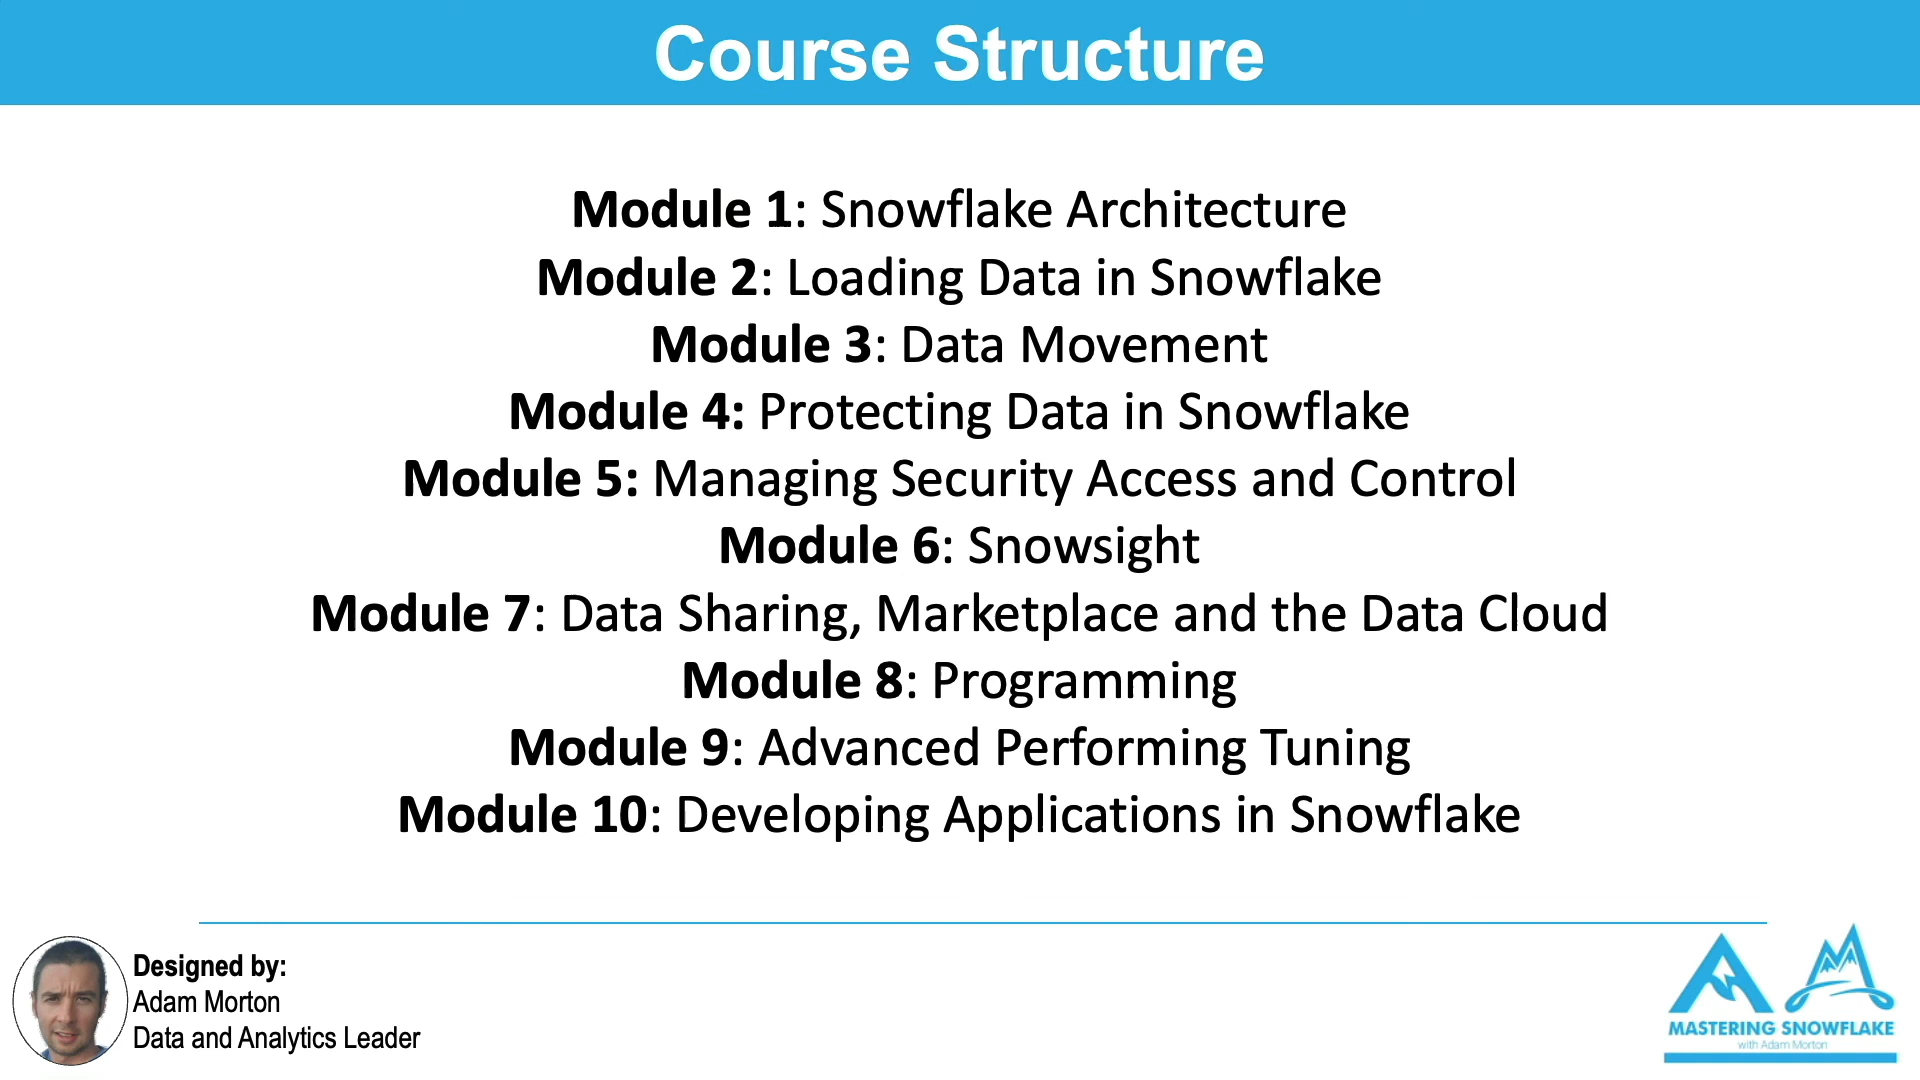 Course Structure
Module 1: Snowflake Architecture
Module 2: Loading Data in Snowflake
Module 3: Data Movement
Module 4: Protecting Data in Snowflake
Module 5: Managing Security Access and Control
Module 6: Snowsight
Module 7: Data Sharing, Marketplace and the Data Cloud
Module 8: Programming
Module 9: Advanced Performing Tuning
Module 10: Developing Applications in Snowflake
Designed by:
Adam Morton
Data and Analytics Leader
MASTERING SNOWFLAKE
with Adam Morton